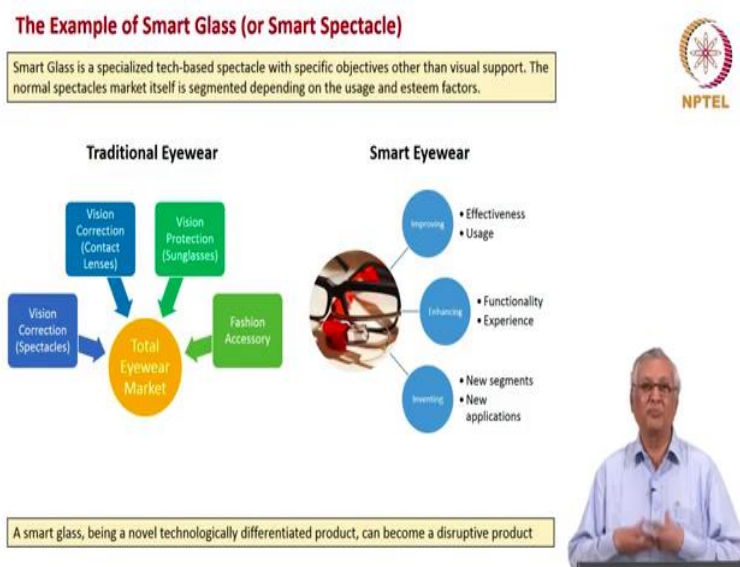 The Example of Smart Glass (or Smart Spectacle)
Smart Glass is a specialized tech-based spectacle with specific objectives other than visual support. The
normal spectacles market itself is segmented depending on the usage and esteem factors.
NPTEL
Traditional Eyewear
Smart Eyewear
Vision
Correction
(Contact
Lenses)
Vision
Protection
(Sunglasses)
Vision
Correction
(Spectacles)
Fashion
Accessory
Total
Eyewear
Market
Improving
• Effectiveness
• Usage
Enhancing
• Functionality
• Experience
Inventing
• New segments
• New
applications
A smart glass, being a novel technologically differentiated product, can become a disruptive product